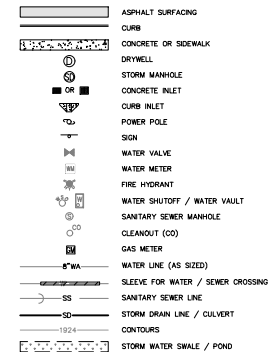 ASPHALT SURFACING
CURB
CONCRETE OR SIDEWALK
D DRYWELL
SD STORM MANHOLE
OR CONCRETE INLET
CURB INLET
POWER POLE
SIGN
WATER VALVE
WM WATER METER
FIRE HYDRANT
W WATER SHUTOFF / WATER VAULT
S SANITARY SEWER MANHOLE
CO CLEANOUT (CO)
GM GAS METER
8"WA WATER LINE (AS SIZED)
SLEEVE FOR WATER / SEWER CROSSING
SS SANITARY SEWER LINE
SD STORM DRAIN LINE / CULVERT
1924 CONTOURS
STORM WATER SWALE / POND